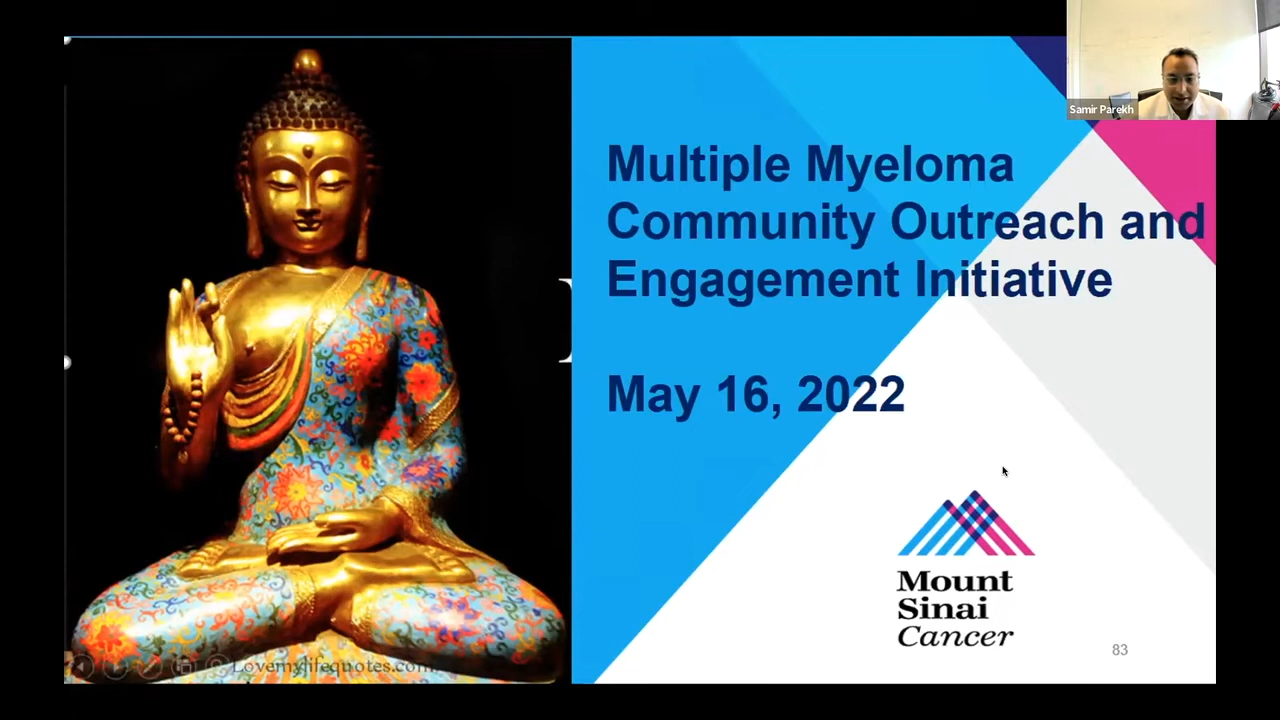 Samir Parekh
Multiple Myeloma
Community Outreach and
Engagement Initiative
May 16, 2022
Mount
Sinai
Cancer
83
Lovemylifequotes.com